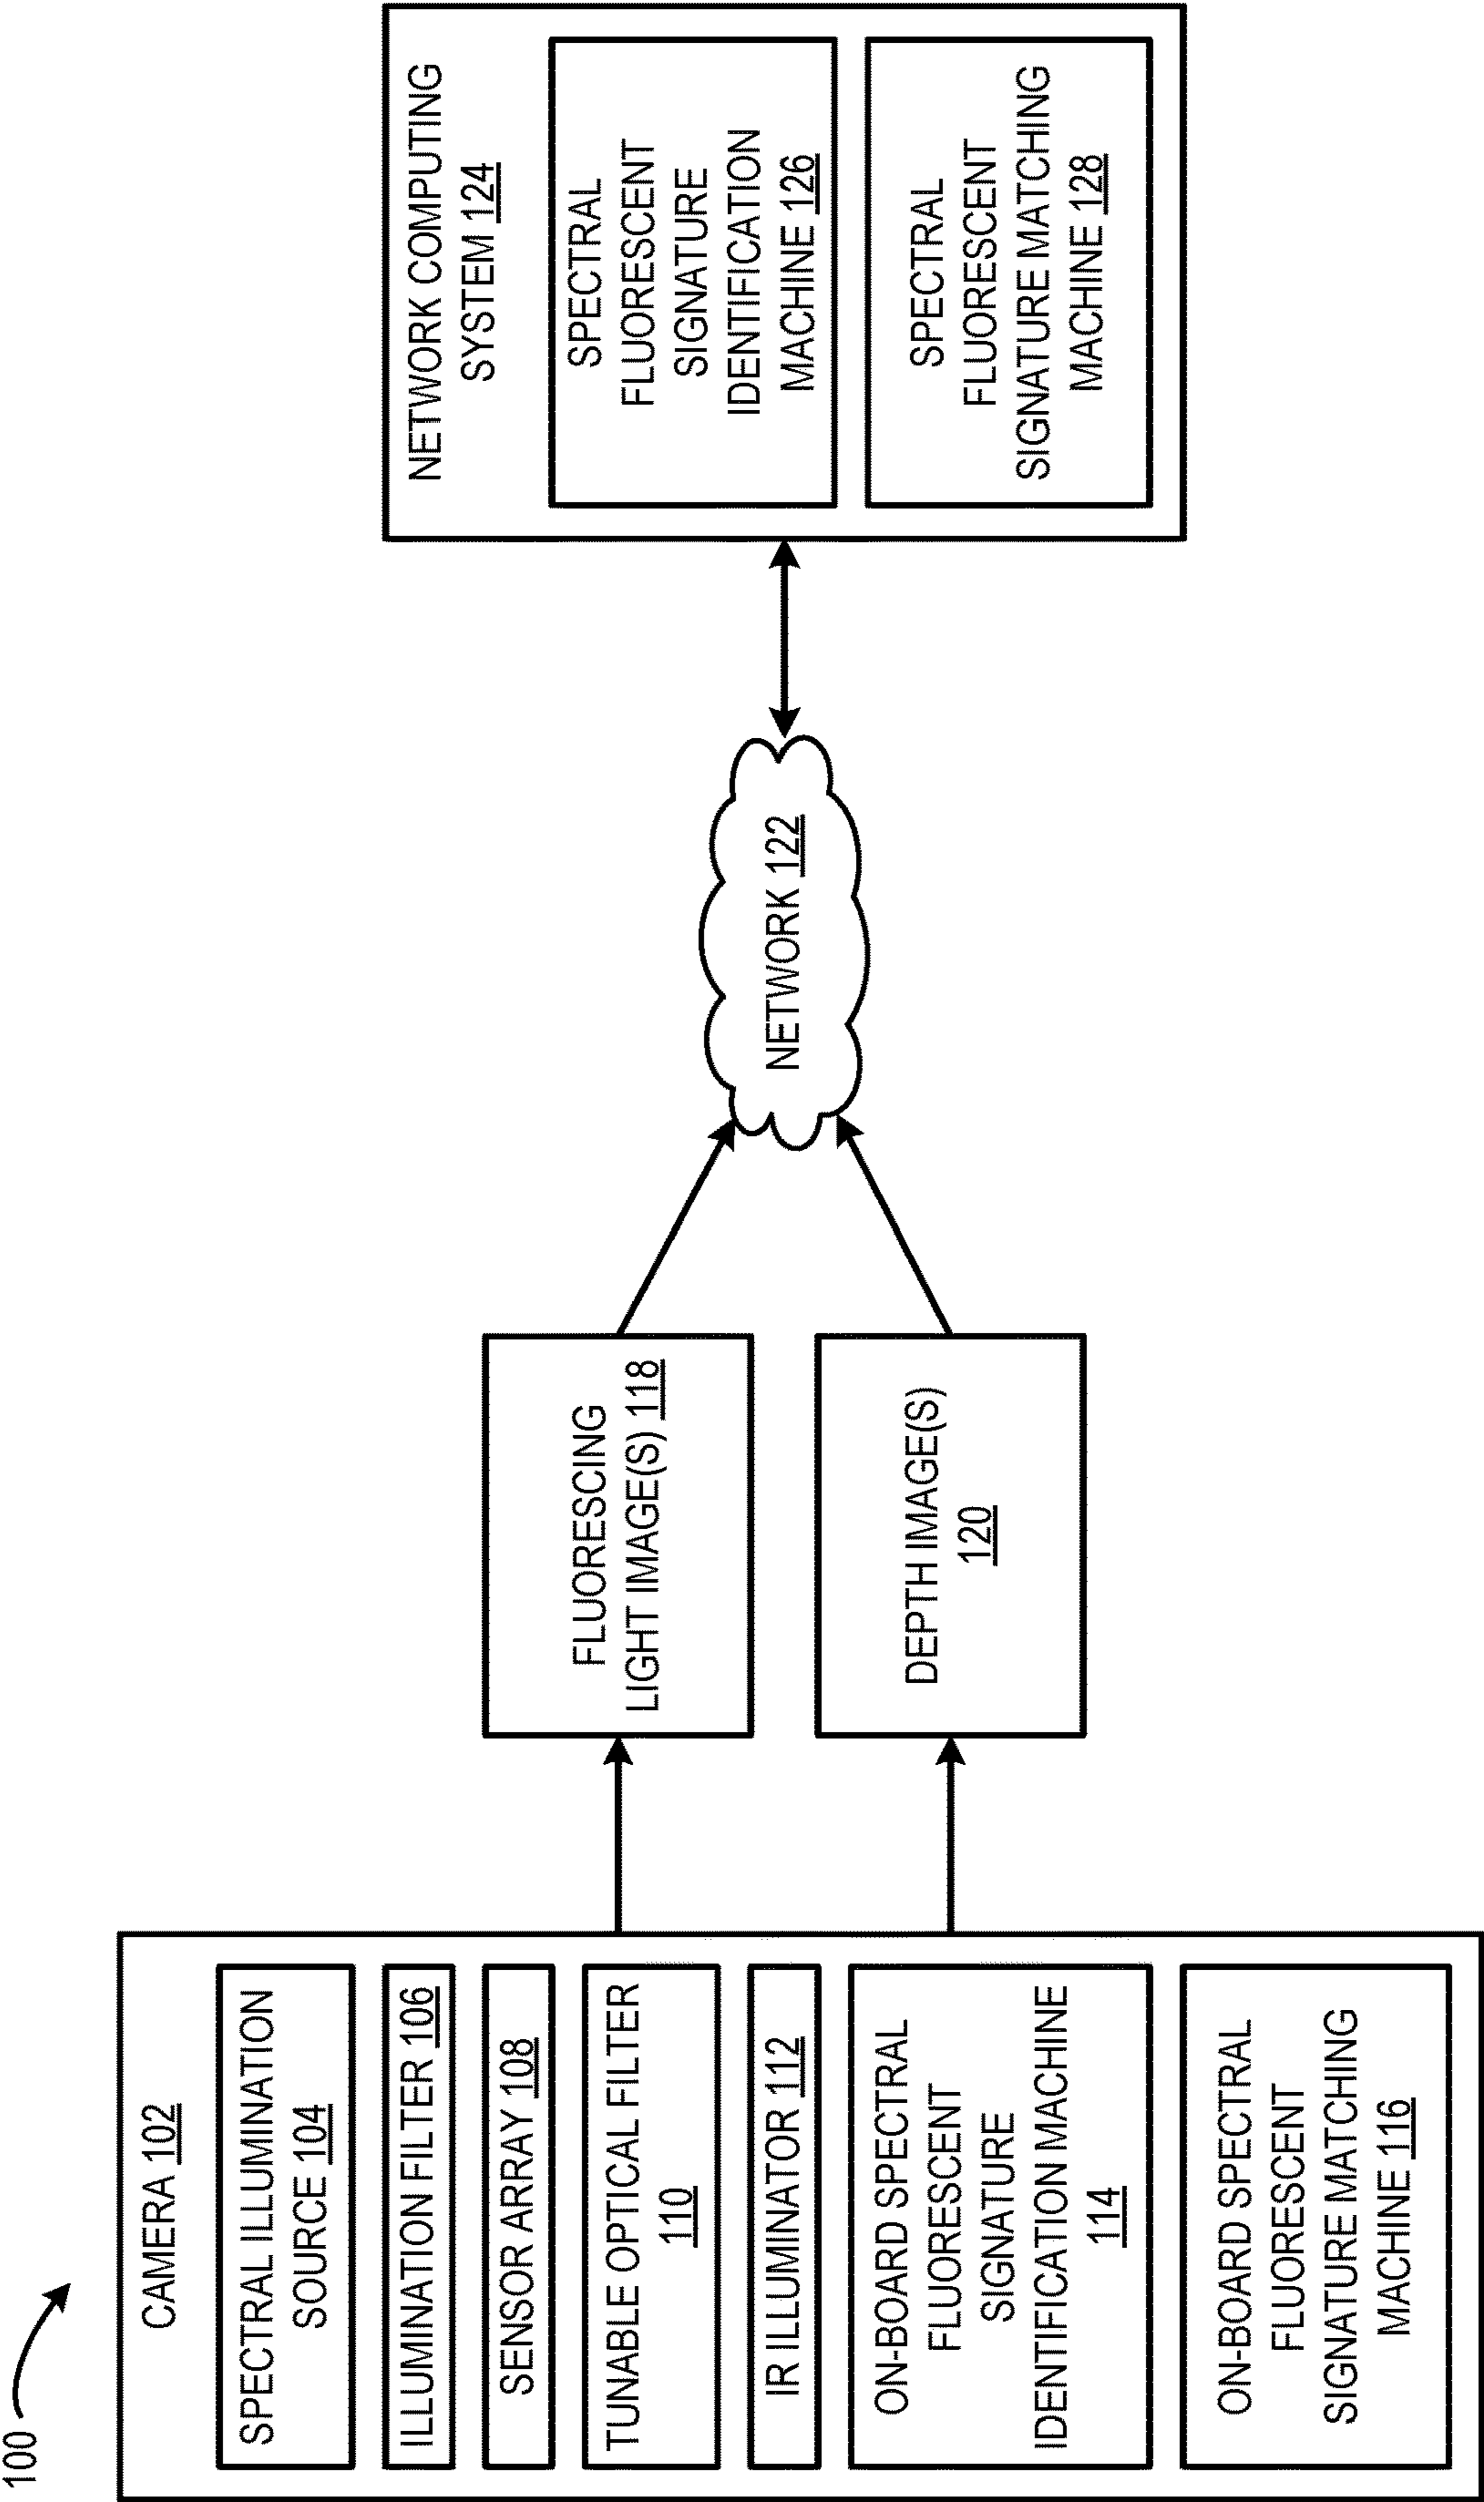 100
CAMERA 102
SPECTRAL ILLUMINATION
SOURCE 104
ILLUMINATION FILTER 106
SENSOR ARRAY 108
TUNABLE OPTICAL FILTER
110
IR ILLUMINATOR 112
ON-BOARD SPECTRAL
FLUORESCENT
SIGNATURE
IDENTIFICATION MACHINE
114
ON-BOARD SPECTRAL
FLUORESCENT
SIGNATURE MATCHING
MACHINE 116
FLUORESCING
LIGHT IMAGE(S) 118
DEPTH IMAGE(S)
120
NETWORK 122
NETWORK COMPUTING
SYSTEM 124
SPECTRAL
FLUORESCENT
SIGNATURE
IDENTIFICATION
MACHINE 126
SPECTRAL
FLUORESCENT
SIGNATURE MATCHING
MACHINE 128